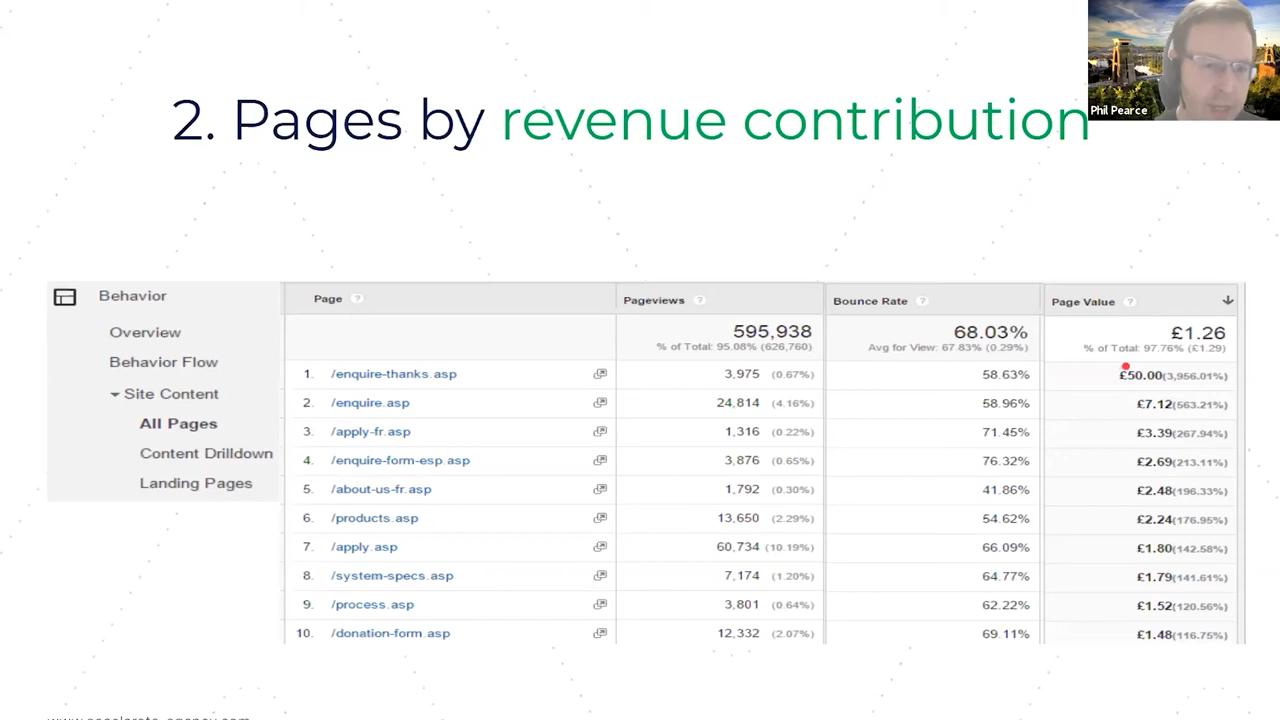 Phil Pearce
2. Pages by revenue contribution
Behavior
Overview
Behavior Flow
Site Content
All Pages
Content Drilldown
Landing Pages
Page ? Pageviews ? Bounce Rate ? Page Value ?
595,938 68.03% £1.26
% of Total: 95.08% (626,760) Avg for View: 67.83% (0.29%) % of Total: 97.76% (£1.29)
1. /enquire-thanks.asp 3,975 (0.67%) 58.63% £50.00(3,956.01%)
2. /enquire.asp 24,814 (4.16%) 58.96% £7.12(563.21%)
3. /apply-fr.asp 1,316 (0.22%) 71.45% £3.39(267.94%)
4. /enquire-form-esp.asp 3,876 (0.65%) 76.32% £2.69(213.11%)
5. /about-us-fr.asp 1,792 (0.30%) 41.86% £2.48(196.33%)
6. /products.asp 13,650 (2.29%) 54.62% £2.24(176.95%)
7. /apply.asp 60,734 (10.19%) 66.09% £1.80(142.58%)
8. /system-specs.asp 7,174 (1.20%) 64.77% £1.79(141.61%)
9. /process.asp 3,801 (0.64%) 62.22% £1.52(120.56%)
10. /donation-form.asp 12,332 (2.07%) 69.11% £1.48(116.75%)